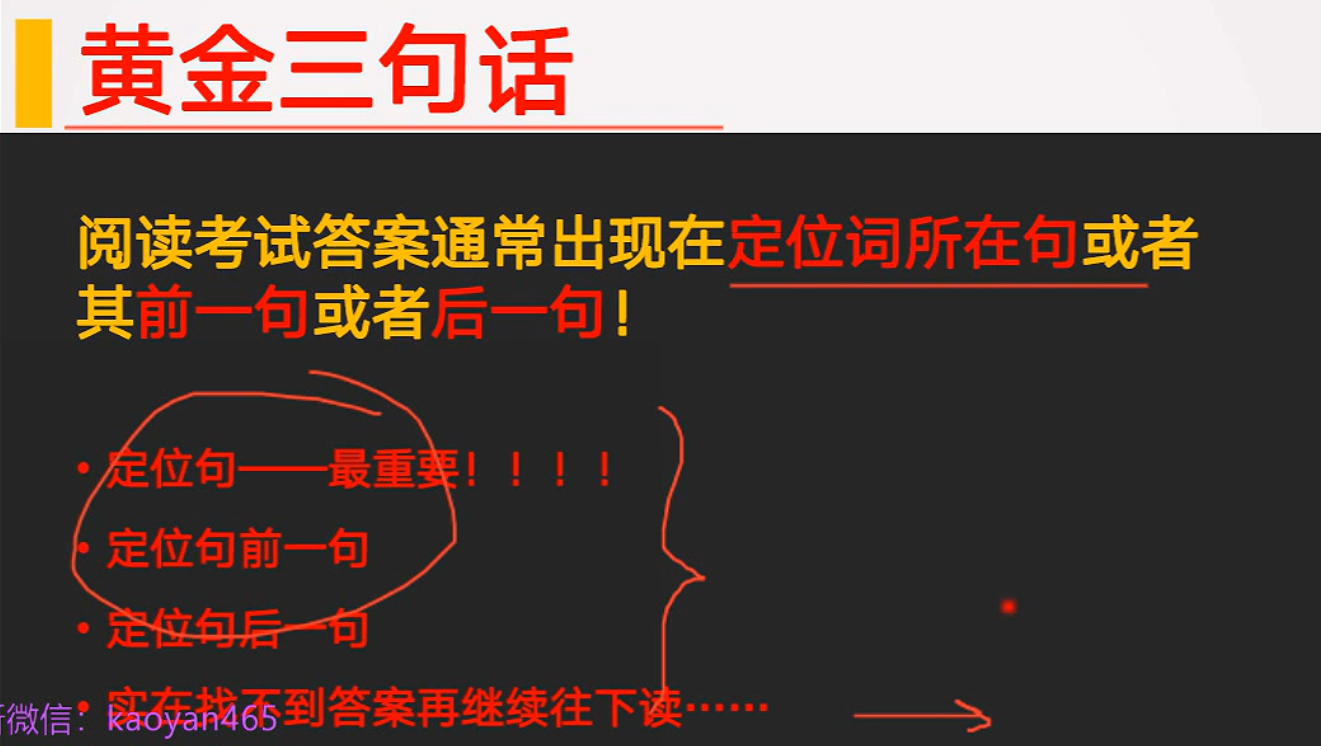 黄金三句话
阅读考试答案通常出现在定位词所在句或者
其前一句或者后一句！
• 定位句——最重要！！！！
• 定位句前一句
• 定位句后一句
• 实在找不到答案再继续往下读……
微信：kaoyan465